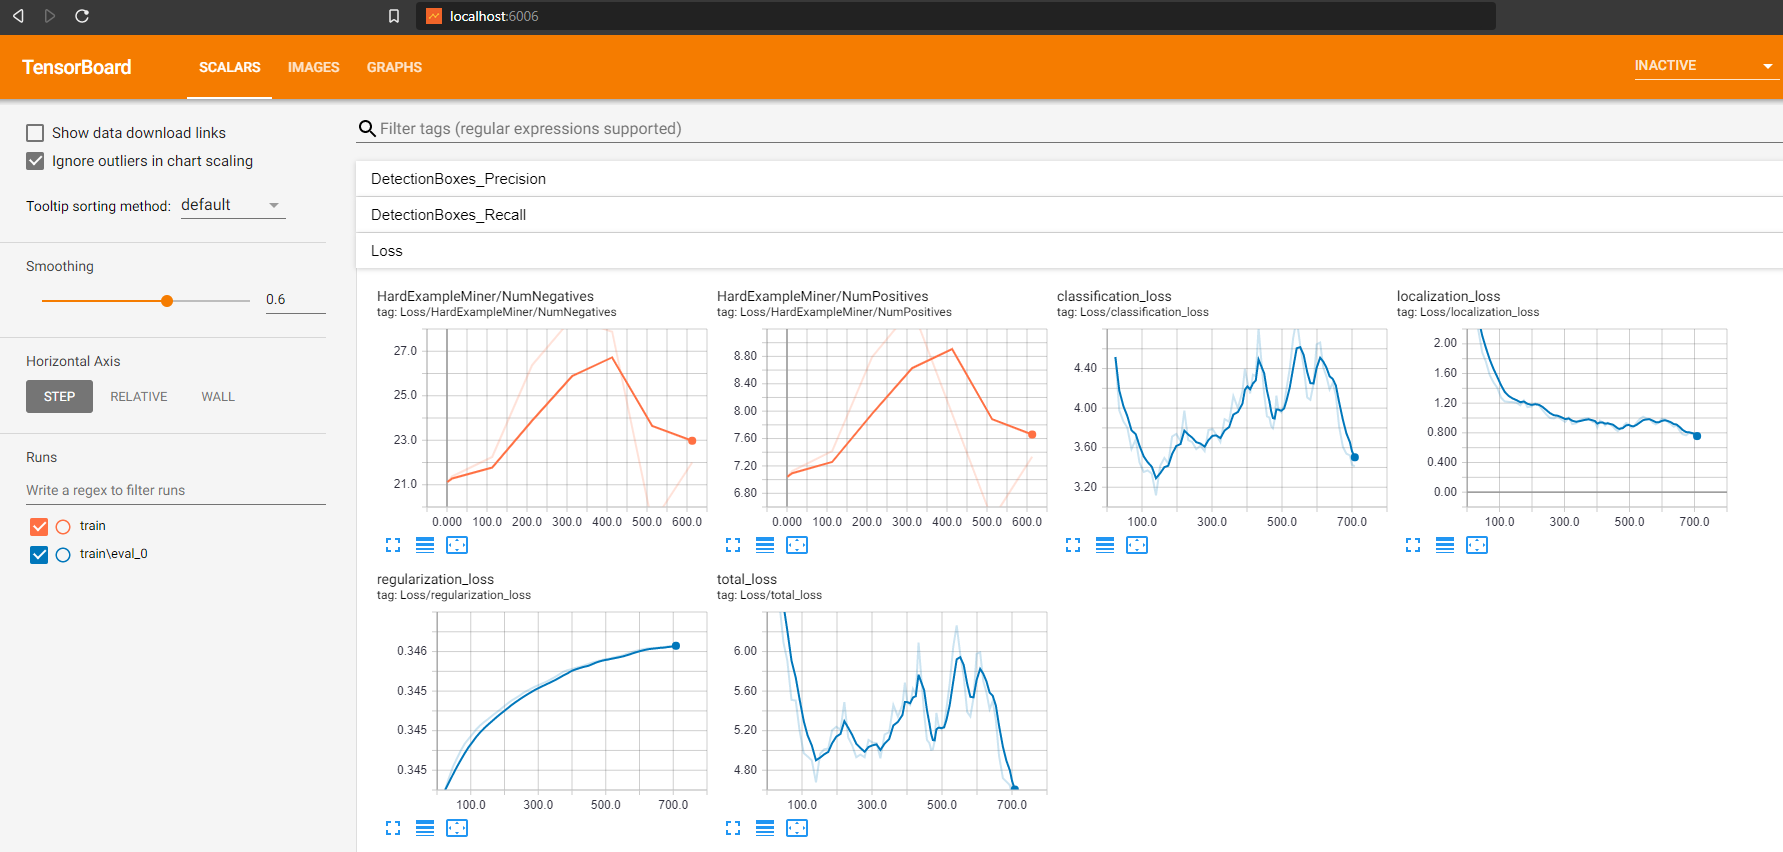 localhost:6006
TensorBoard
SCALARS IMAGES GRAPHS
INACTIVE
Show data download links
Ignore outliers in chart scaling
Tooltip sorting method: default
Smoothing
0.6
Horizontal Axis
STEP RELATIVE WALL
Runs
Write a regex to filter runs
train
train\eval_0
Filter tags (regular expressions supported)
DetectionBoxes_Precision
DetectionBoxes_Recall
Loss
HardExampleMiner/NumNegatives
tag: Loss/HardExampleMiner/NumNegatives
27.0
25.0
23.0
21.0
0.000 100.0 200.0 300.0 400.0 500.0 600.0
HardExampleMiner/NumPositives
tag: Loss/HardExampleMiner/NumPositives
8.80
8.40
8.00
7.60
7.20
6.80
0.000 100.0 200.0 300.0 400.0 500.0 600.0
classification_loss
tag: Loss/classification_loss
4.40
4.00
3.60
3.20
100.0 300.0 500.0 700.0
localization_loss
tag: Loss/localization_loss
2.00
1.60
1.20
0.800
0.400
0.00
100.0 300.0 500.0 700.0
regularization_loss
tag: Loss/regularization_loss
0.346
0.345
0.345
0.345
100.0 300.0 500.0 700.0
total_loss
tag: Loss/total_loss
6.00
5.60
5.20
4.80
100.0 300.0 500.0 700.0